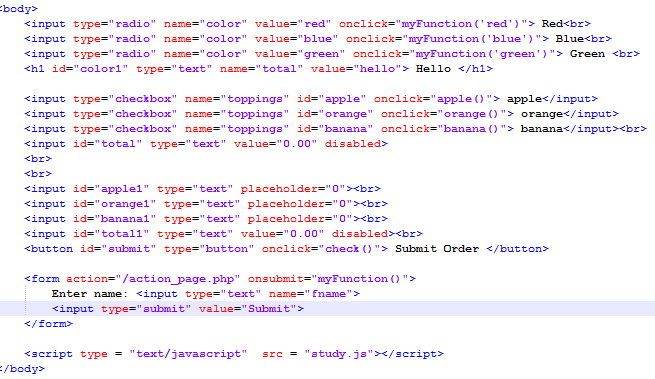 <body>
<input type="radio" name="color" value="red" onclick="myFunction('red')"> Red<br>
<input type="radio" name="color" value="blue" onclick="myFunction('blue')"> Blue<br>
<input type="radio" name="color" value="green" onclick="myFunction('green')"> Green <br>
<h1 id="color1" type="text" name="total" value="hello"> Hello </h1>
<input type="checkbox" name="toppings" id="apple" onclick="apple()"> apple</input>
<input type="checkbox" name="toppings" id="orange" onclick="orange()"> orange</input>
<input type="checkbox" name="toppings" id="banana" onclick="banana()"> banana</input><br>
<input id="total" type="text" value="0.00" disabled>
<br>
<br>
<input id="apple1" type="text" placeholder="0"><br>
<input id="orange1" type="text" placeholder="0"><br>
<input id="banana1" type="text" placeholder="0"><br>
<input id="total1" type="text" value="0.00" disabled><br>
<button id="submit" type="button" onclick="check()"> Submit Order </button>
<form action="/action_page.php" onsubmit="myFunction()">
Enter name: <input type="text" name="fname">
<input type="submit" value="Submit">
</form>
<script type = "text/javascript"  src = "study.js"></script>
</body>